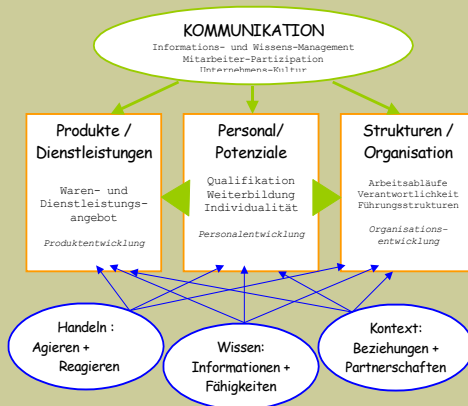 KOMMUNIKATION
Informations- und Wissens-Management
Mitarbeiter-Partizipation
Unternehmens-Kultur
Produkte /
Dienstleistungen
Waren- und
Dienstleistungs-
angebot
Produktentwicklung
Personal/
Potenziale
Qualifikation
Weiterbildung
Individualität
Personalentwicklung
Strukturen /
Organisation
Arbeitsabläufe
Verantwortlichkeit
Führungsstrukturen
Organisations-
entwicklung
Handeln :
Agieren +
Reagieren
Wissen:
Informationen +
Fähigkeiten
Kontext:
Beziehungen +
Partnerschaften